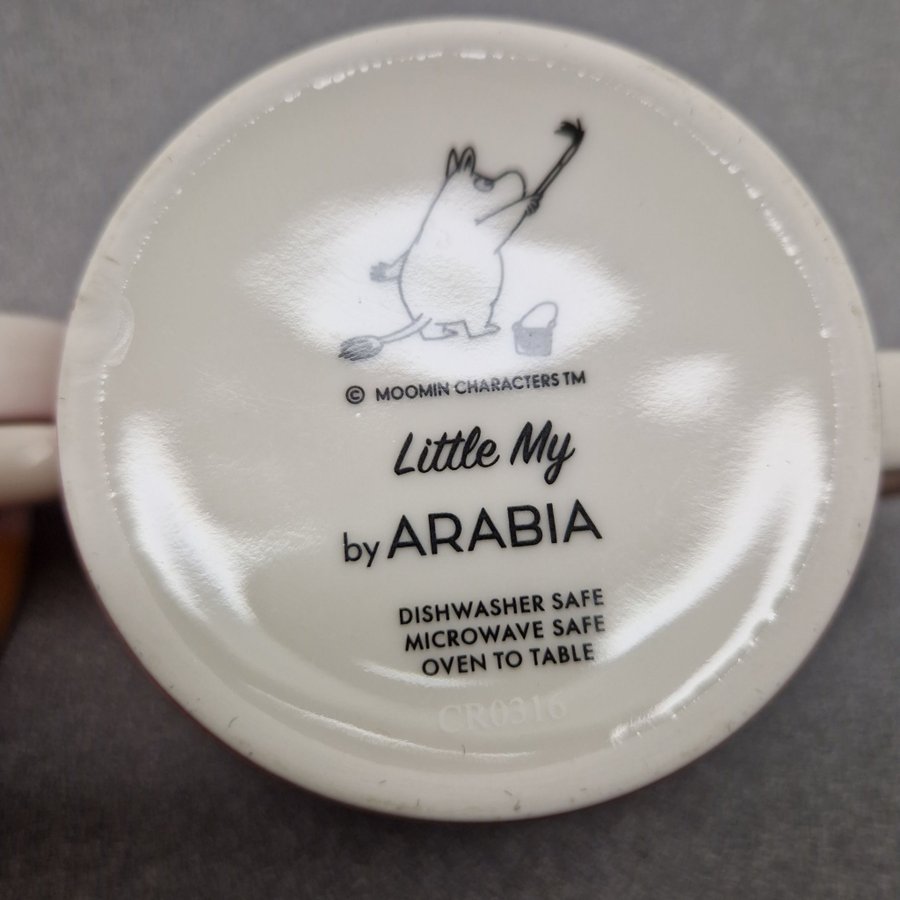 © MOOMIN CHARACTERS TM
Little My
by ARABIA
DISHWASHER SAFE
MICROWAVE SAFE
OVEN TO TABLE
CR0316